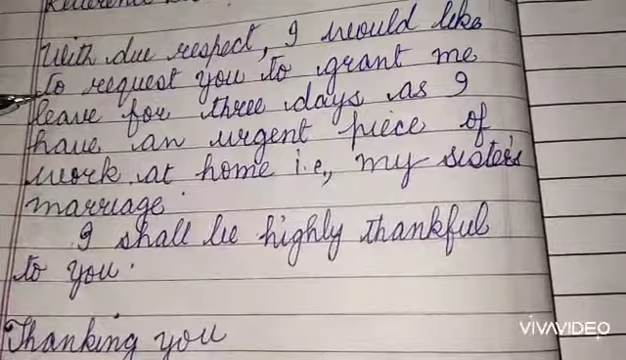 With due respect, I would like
to request you to grant me
leave for three days as I
have an urgent piece of
work at home i.e., my sister's
marriage.
I shall be highly thankful
to you.
Thanking you
VIVAVIDEO